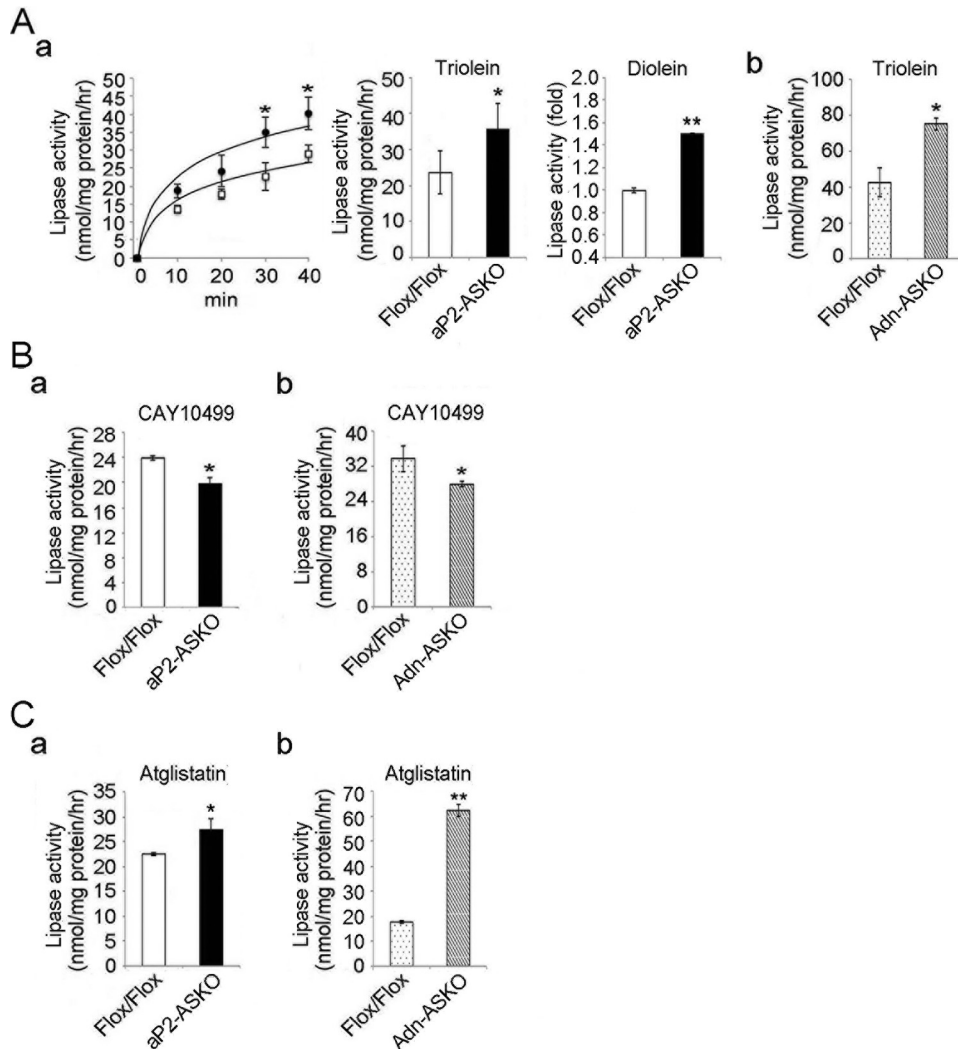 A
a
Lipase activity
(nmol/mg protein/hr)
50
45
40
35
30
25
20
15
10
5
0
0 10 20 30 40
min
*
*
Triolein
Lipase activity
(nmol/mg protein/hr)
50
40
30
20
10
0
*
Flox/Flox
aP2-ASKO
Diolein
Lipase activity (fold)
2.0
1.8
1.6
1.4
1.2
1.0
0.8
0.6
0.4
**
Flox/Flox
aP2-ASKO
b
Triolein
Lipase activity
(nmol/mg protein/hr)
100
80
60
40
20
0
*
Flox/Flox
Adn-ASKO
B
a
CAY10499
Lipase activity
(nmol/mg protein/hr)
28
24
20
16
12
8
4
0
*
Flox/Flox
aP2-ASKO
b
CAY10499
Lipase activity
(nmol/mg protein/hr)
40
32
24
16
8
0
*
Flox/Flox
Adn-ASKO
C
a
Atglistatin
Lipase activity
(nmol/mg protein/hr)
35
30
25
20
15
10
5
0
*
Flox/Flox
aP2-ASKO
b
Atglistatin
Lipase activity
(nmol/mg protein/hr)
70
60
50
40
30
20
10
0
**
Flox/Flox
Adn-ASKO